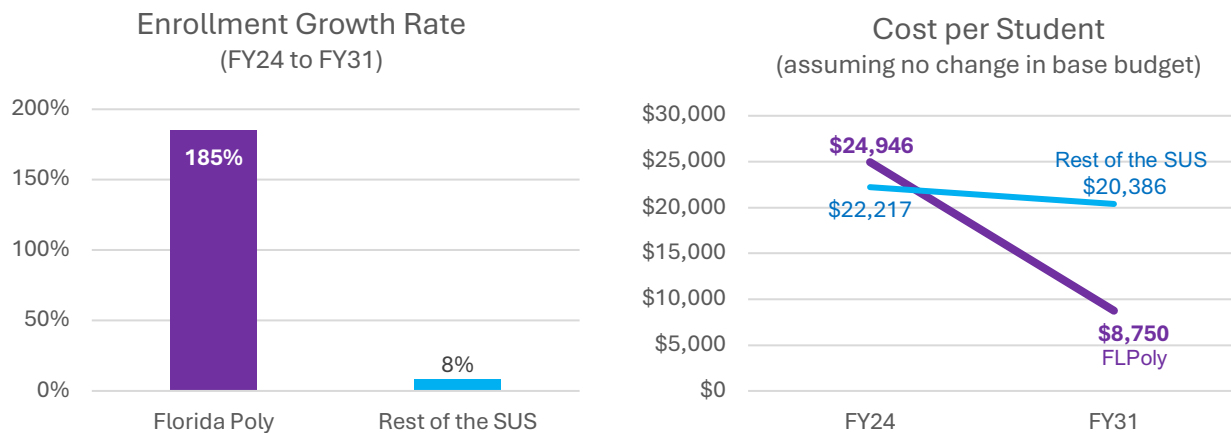 Enrollment Growth Rate
(FY24 to FY31)
200%
150%
100%
50%
0%
185%
8%
Florida Poly
Rest of the SUS
Cost per Student
(assuming no change in base budget)
$30,000
$25,000
$20,000
$15,000
$10,000
$5,000
$0
$24,946
$22,217
Rest of the SUS
$20,386
$8,750
FLPoly
FY24
FY31